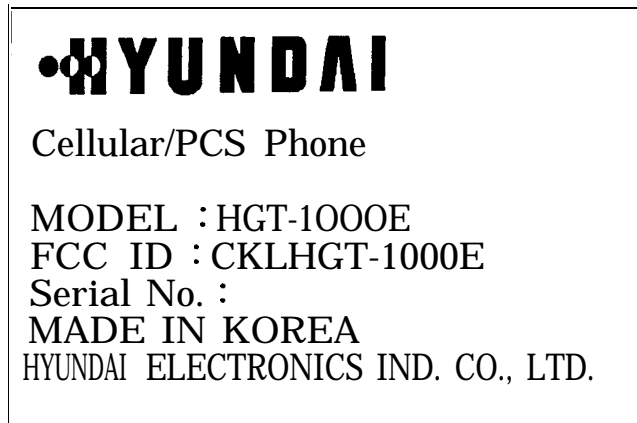 HYUNDAI
Cellular/PCS Phone
MODEL : HGT-1000E
FCC ID : CKLHGT-1000E
Serial No. :
MADE IN KOREA
HYUNDAI ELECTRONICS IND. CO., LTD.